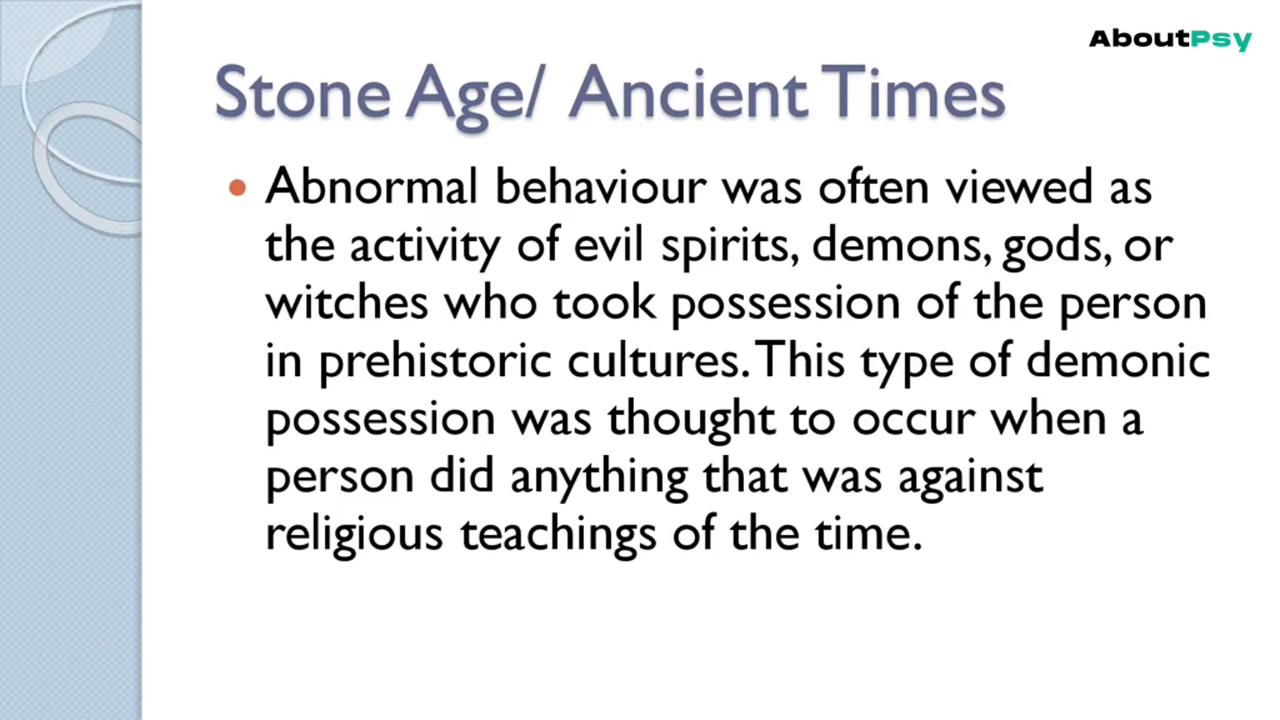 AboutPsy
Stone Age/ Ancient Times
• Abnormal behaviour was often viewed as
the activity of evil spirits, demons, gods, or
witches who took possession of the person
in prehistoric cultures. This type of demonic
possession was thought to occur when a
person did anything that was against
religious teachings of the time.